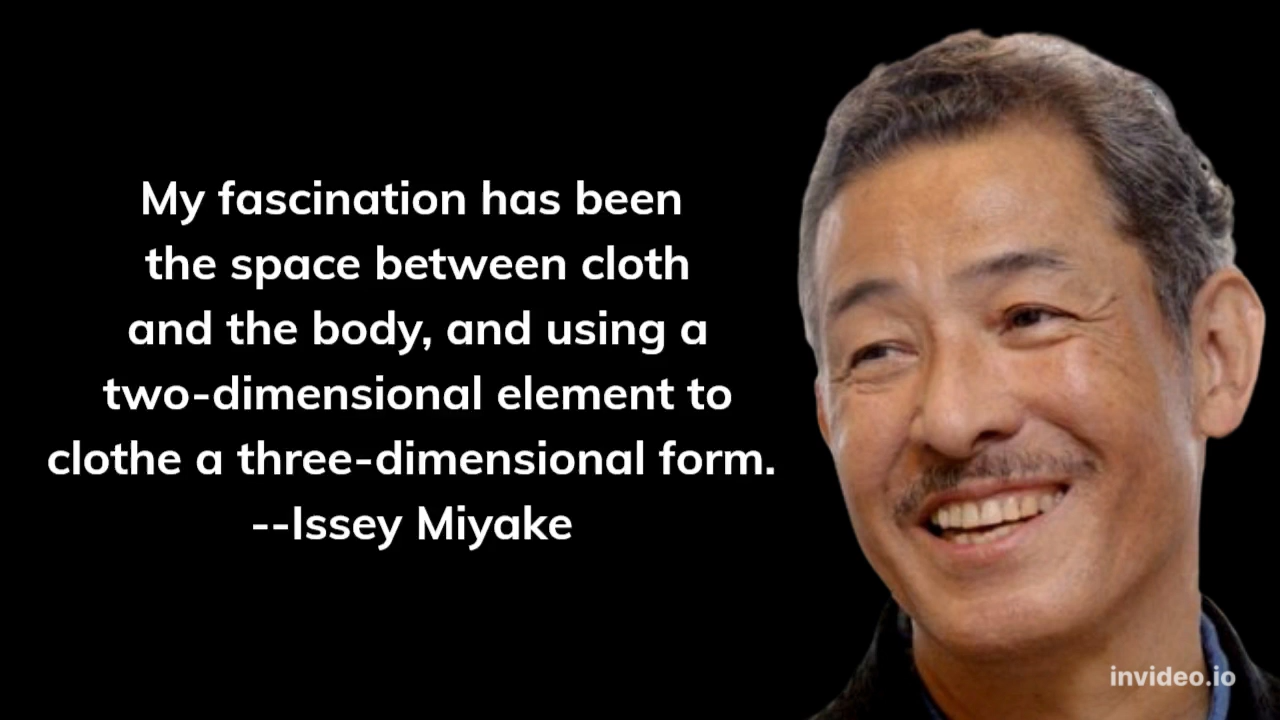 My fascination has been
the space between cloth
and the body, and using a
two-dimensional element to
clothe a three-dimensional form.
--Issey Miyake
invideo.io